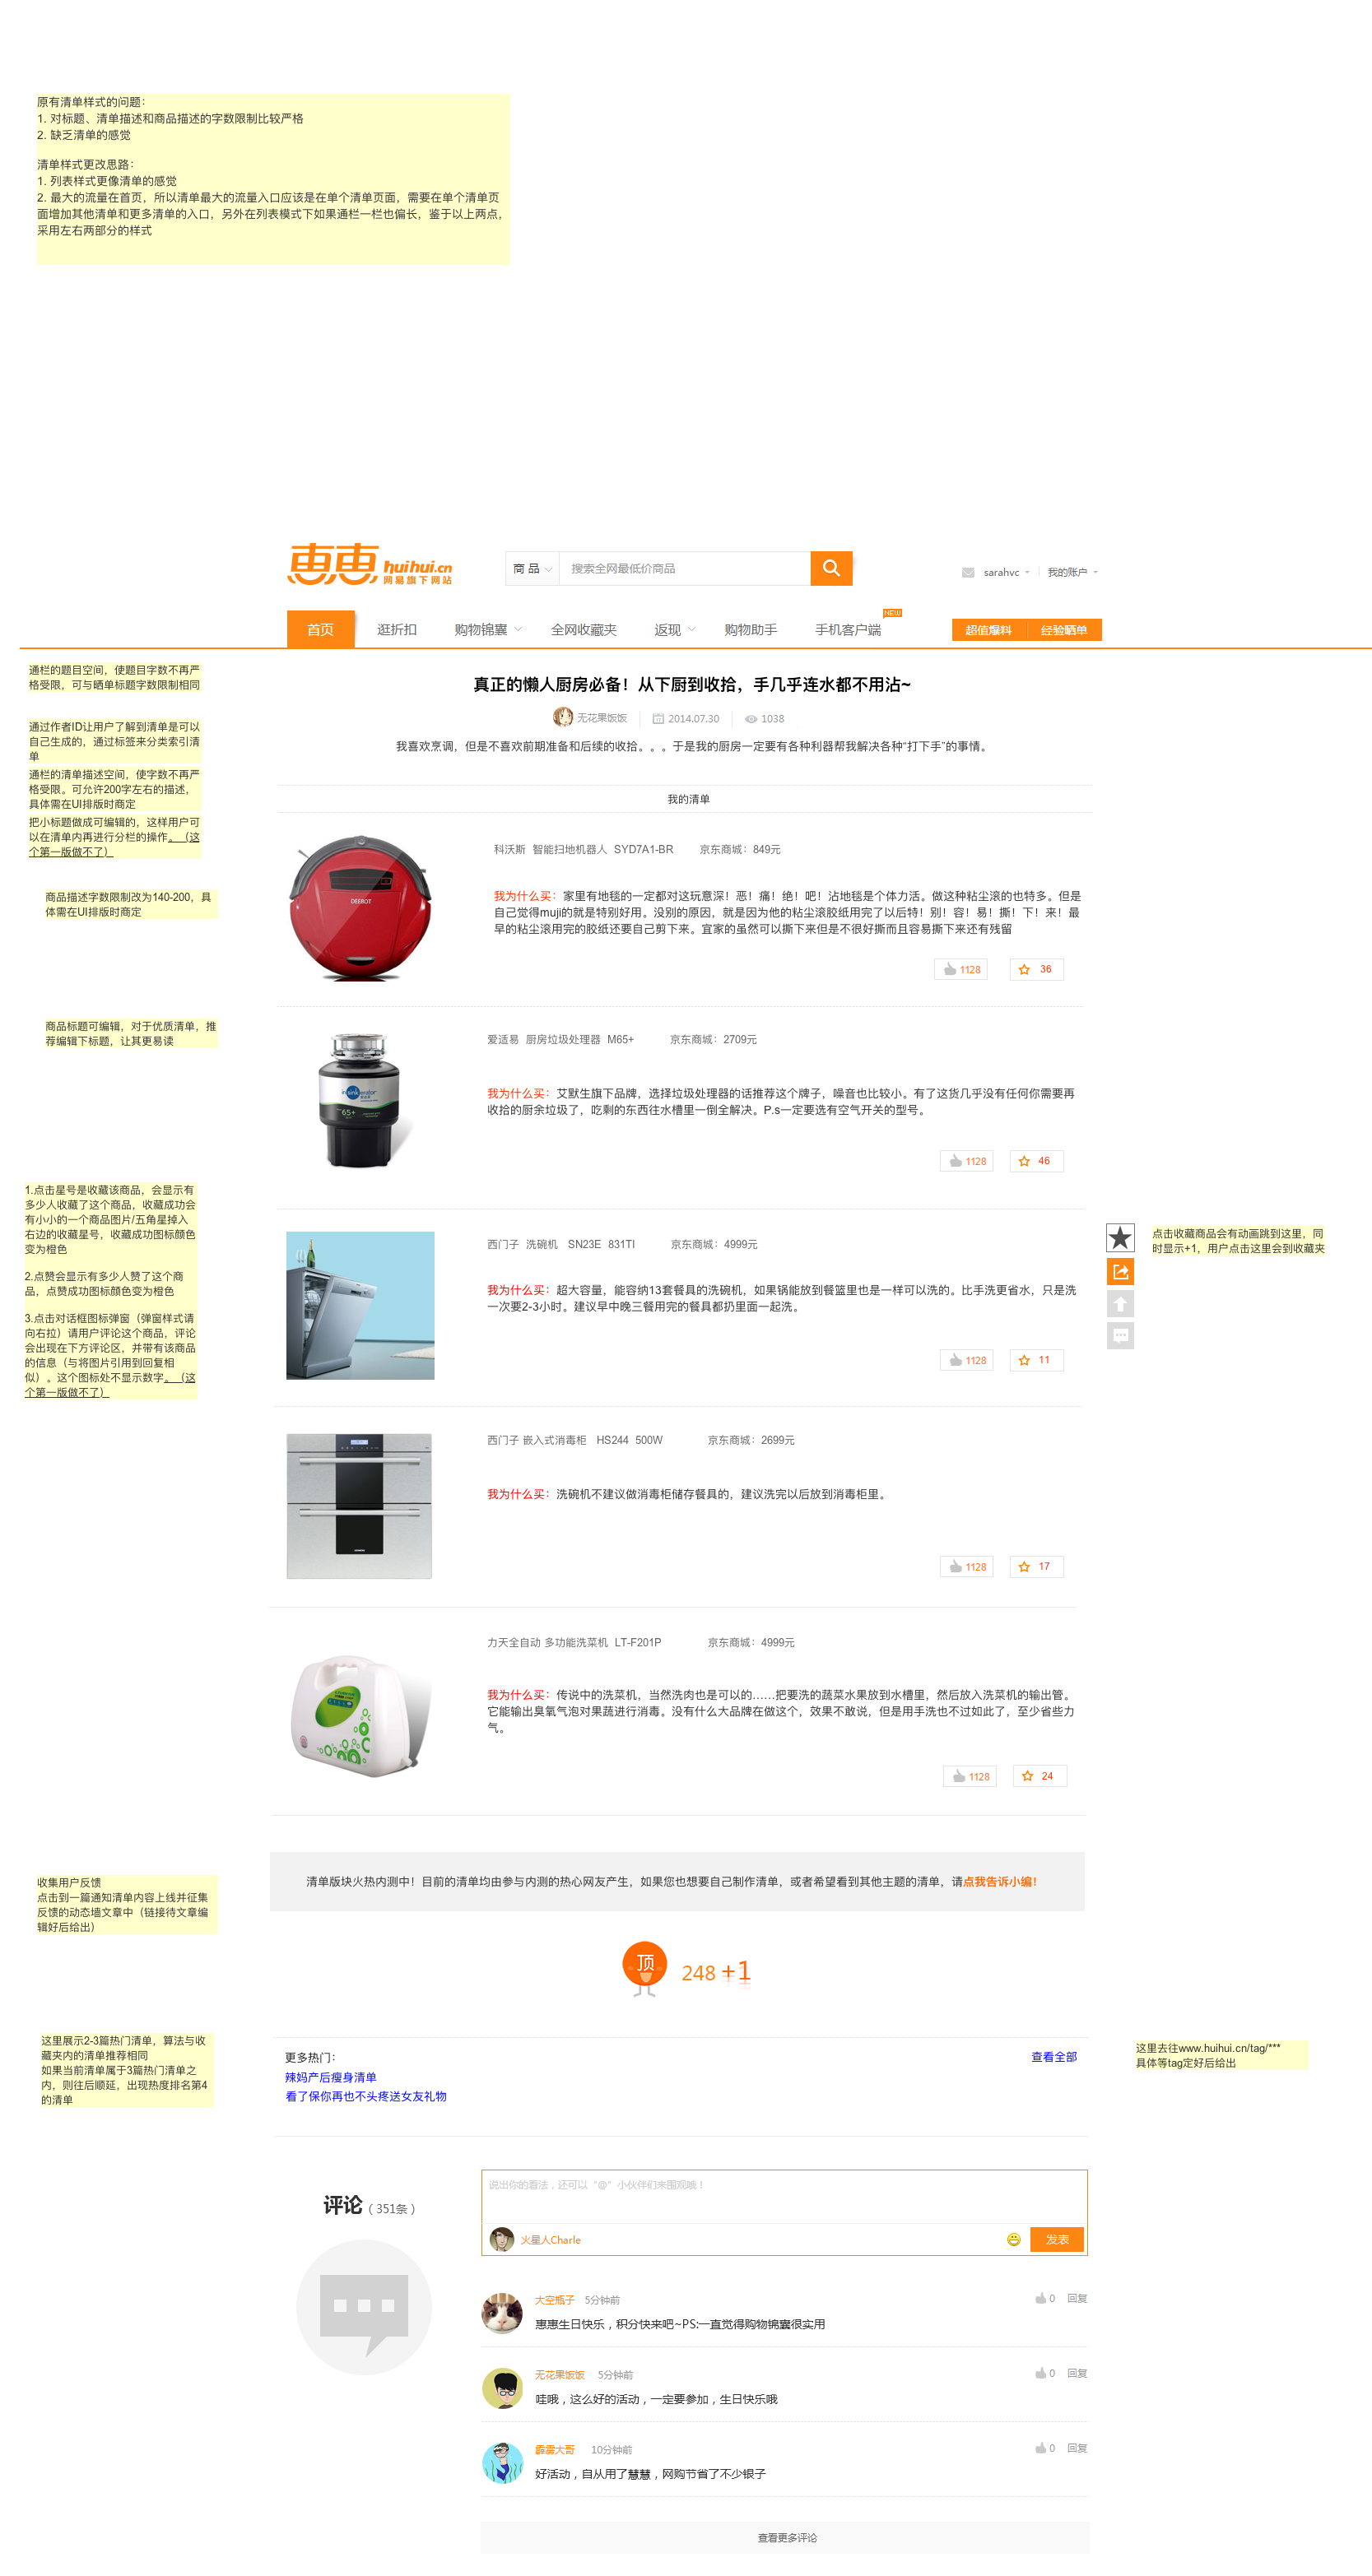 原有清单样式的问题：
1. 对标题、清单描述和商品描述的字数限制比较严格
2. 缺乏清单的感觉
清单样式更改思路：
1. 列表样式更像清单的感觉
2. 最大的流量在首页，所以清单最大的流量入口应该是在单个清单页面，需要在单个清单页
面增加其他清单和更多清单的入口，另外在列表模式下如果通栏一栏也偏长，鉴于以上两点，
采用左右两部分的样式
惠惠 huihui.cn
网易旗下网站
商 品 搜索全网最低价商品
sarahvc 我的账户
NEW
首页 逛折扣 购物锦囊 全网收藏夹 返现 购物助手 手机客户端 超值爆料 经验晒单
通栏的题目空间，使题目字数不再严
格受限，可与晒单标题字数限制相同
真正的懒人厨房必备！从下厨到收拾，手几乎连水都不用沾~
无花果饭饭 2014.07.30 1038
通过作者ID让用户了解到清单是可以
自己生成的，通过标签来分类索引清
单
我喜欢烹调，但是不喜欢前期准备和后续的收拾。。。于是我的厨房一定要有各种利器帮我解决各种“打下手”的事情。
通栏的清单描述空间，使字数不再严
格受限。可允许200字左右的描述，
具体需在UI排版时商定
我的清单
把小标题做成可编辑的，这样用户可
以在清单内再进行分栏的操作。（这
个第一版做不了）
科沃斯 智能扫地机器人 SYD7A1-BR 京东商城：849元
商品描述字数限制改为140-200，具
体需在UI排版时商定
DEEBOT
我为什么买：家里有地毯的一定都对这玩意深！恶！痛！绝！吧！沾地毯是个体力活。做这种粘尘滚的也特多。但是
自己觉得muji的就是特别好用。没别的原因，就是因为他的粘尘滚胶纸用完了以后特！别！容！易！撕！下！来！最
早的粘尘滚用完的胶纸还要自己剪下来。宜家的虽然可以撕下来但是不很好撕而且容易撕下来还有残留
1128 36
商品标题可编辑，对于优质清单，推
荐编辑下标题，让其更易读
爱适易 厨房垃圾处理器 M65+ 京东商城：2709元
65+
我为什么买：艾默生旗下品牌，选择垃圾处理器的话推荐这个牌子，噪音也比较小。有了这货几乎没有任何你需要再
收拾的厨余垃圾了，吃剩的东西往水槽里一倒全解决。P.s一定要选有空气开关的型号。
1128 46
1.点击星号是收藏该商品，会显示有
多少人收藏了这个商品，收藏成功会
有小小的一个商品图片/五角星掉入
右边的收藏星号，收藏成功图标颜色
变为橙色
2.点赞会显示有多少人赞了这个商
品，点赞成功图标颜色变为橙色
3.点击对话框图标弹窗（弹窗样式请
向右拉）请用户评论这个商品，评论
会出现在下方评论区，并带有该商品
的信息（与将图片引用到回复相
似）。这个图标处不显示数字。（这
个第一版做不了）
西门子 洗碗机 SN23E 831TI 京东商城：4999元
我为什么买：超大容量，能容纳13套餐具的洗碗机，如果锅能放到餐篮里也是一样可以洗的。比手洗更省水，只是洗
一次要2-3小时。建议早中晚三餐用完的餐具都扔里面一起洗。
1128 11
点击收藏商品会有动画跳到这里，同
时显示+1，用户点击这里会到收藏夹
西门子 嵌入式消毒柜 HS244 500W 京东商城：2699元
我为什么买：洗碗机不建议做消毒柜储存餐具的，建议洗完以后放到消毒柜里。
1128 17
力天全自动 多功能洗菜机 LT-F201P 京东商城：4999元
我为什么买：传说中的洗菜机，当然洗肉也是可以的……把要洗的蔬菜水果放到水槽里，然后放入洗菜机的输出管。
它能输出臭氧气泡对果蔬进行消毒。没有什么大品牌在做这个，效果不敢说，但是用手洗也不过如此了，至少省些力
气。
1128 24
收集用户反馈
点击到一篇通知清单内容上线并征集
反馈的动态墙文章中（链接待文章编
辑好后给出）
清单版块火热内测中！目前的清单均由参与内测的热心网友产生，如果您也想要自己制作清单，或者希望看到其他主题的清单，请点我告诉小编！
顶 248 +1
这里展示2-3篇热门清单，算法与收
藏夹内的清单推荐相同
如果当前清单属于3篇热门清单之
内，则往后顺延，出现热度排名第4
的清单
更多热门： 查看全部
辣妈产后瘦身清单
看了保你再也不头疼送女友礼物
这里去往www.huihui.cn/tag/***
具体等tag定好后给出
评论（351条）
说出你的看法，还可以“@”小伙伴们来围观哦！
火星人Charle 发表
大空瓶子 5分钟前 0 回复
惠惠生日快乐，积分快来吧~PS:一直觉得购物锦囊很实用
无花果饭饭 5分钟前 0 回复
哇哦，这么好的活动，一定要参加，生日快乐哦
霹雳大哥 10分钟前 0 回复
好活动，自从用了慧慧，网购节省了不少银子
查看更多评论